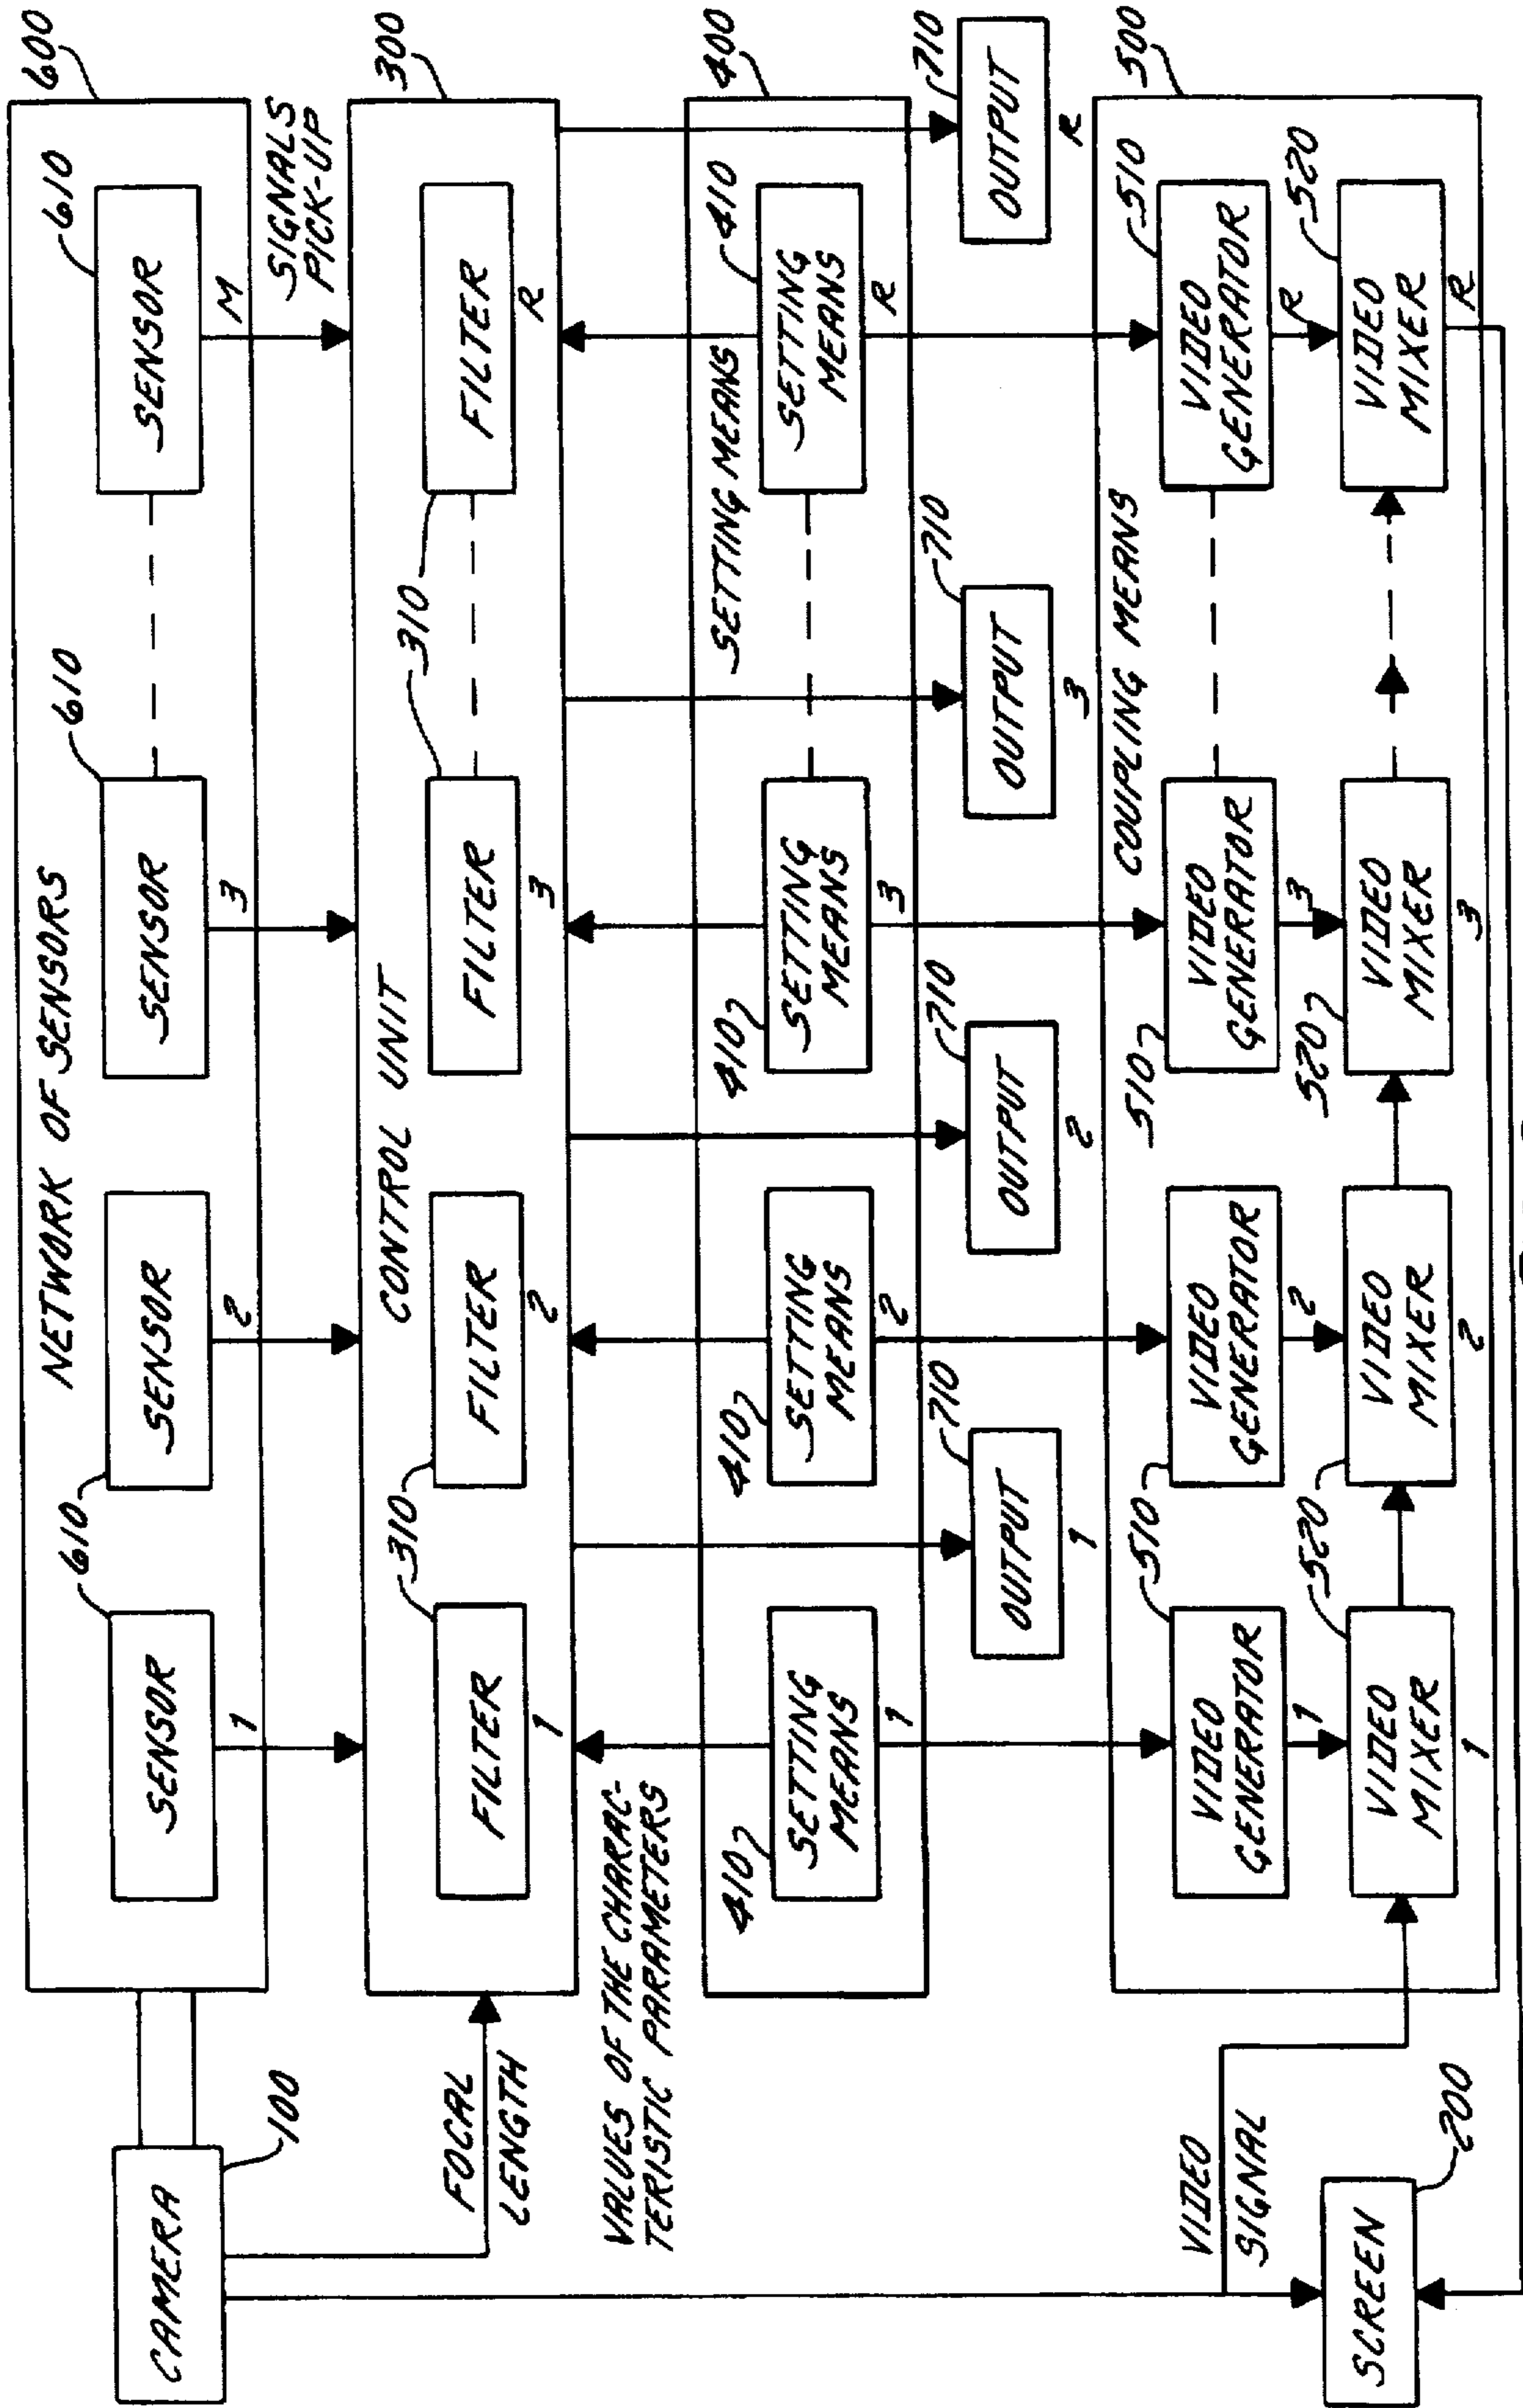 CAMERA
100
NETWORK OF SENSORS
600
SENSOR
610
1
SENSOR
2
SENSOR
610
3
SENSOR
610
M
SIGNALS
PICK-UP
FOCAL
LENGTH
CONTROL UNIT
300
FILTER
310
1
FILTER
2
FILTER
310
3
FILTER
R
VALUES OF THE CHARAC-
TERISTIC PARAMETERS
400
SETTING MEANS
410
SETTING
MEANS
1
410
SETTING
MEANS
2
410
SETTING
MEANS
3
410
SETTING
MEANS
R
710
OUTPUT
1
710
OUTPUT
2
710
OUTPUT
3
710
OUTPUT
R
COUPLING MEANS
500
VIDEO
GENERATOR
510
1
VIDEO
GENERATOR
2
510
VIDEO
GENERATOR
3
510
VIDEO
GENERATOR
R
VIDEO
SIGNAL
VIDEO
MIXER
520
1
VIDEO
MIXER
2
520
VIDEO
MIXER
3
520
VIDEO
MIXER
R
SCREEN
200